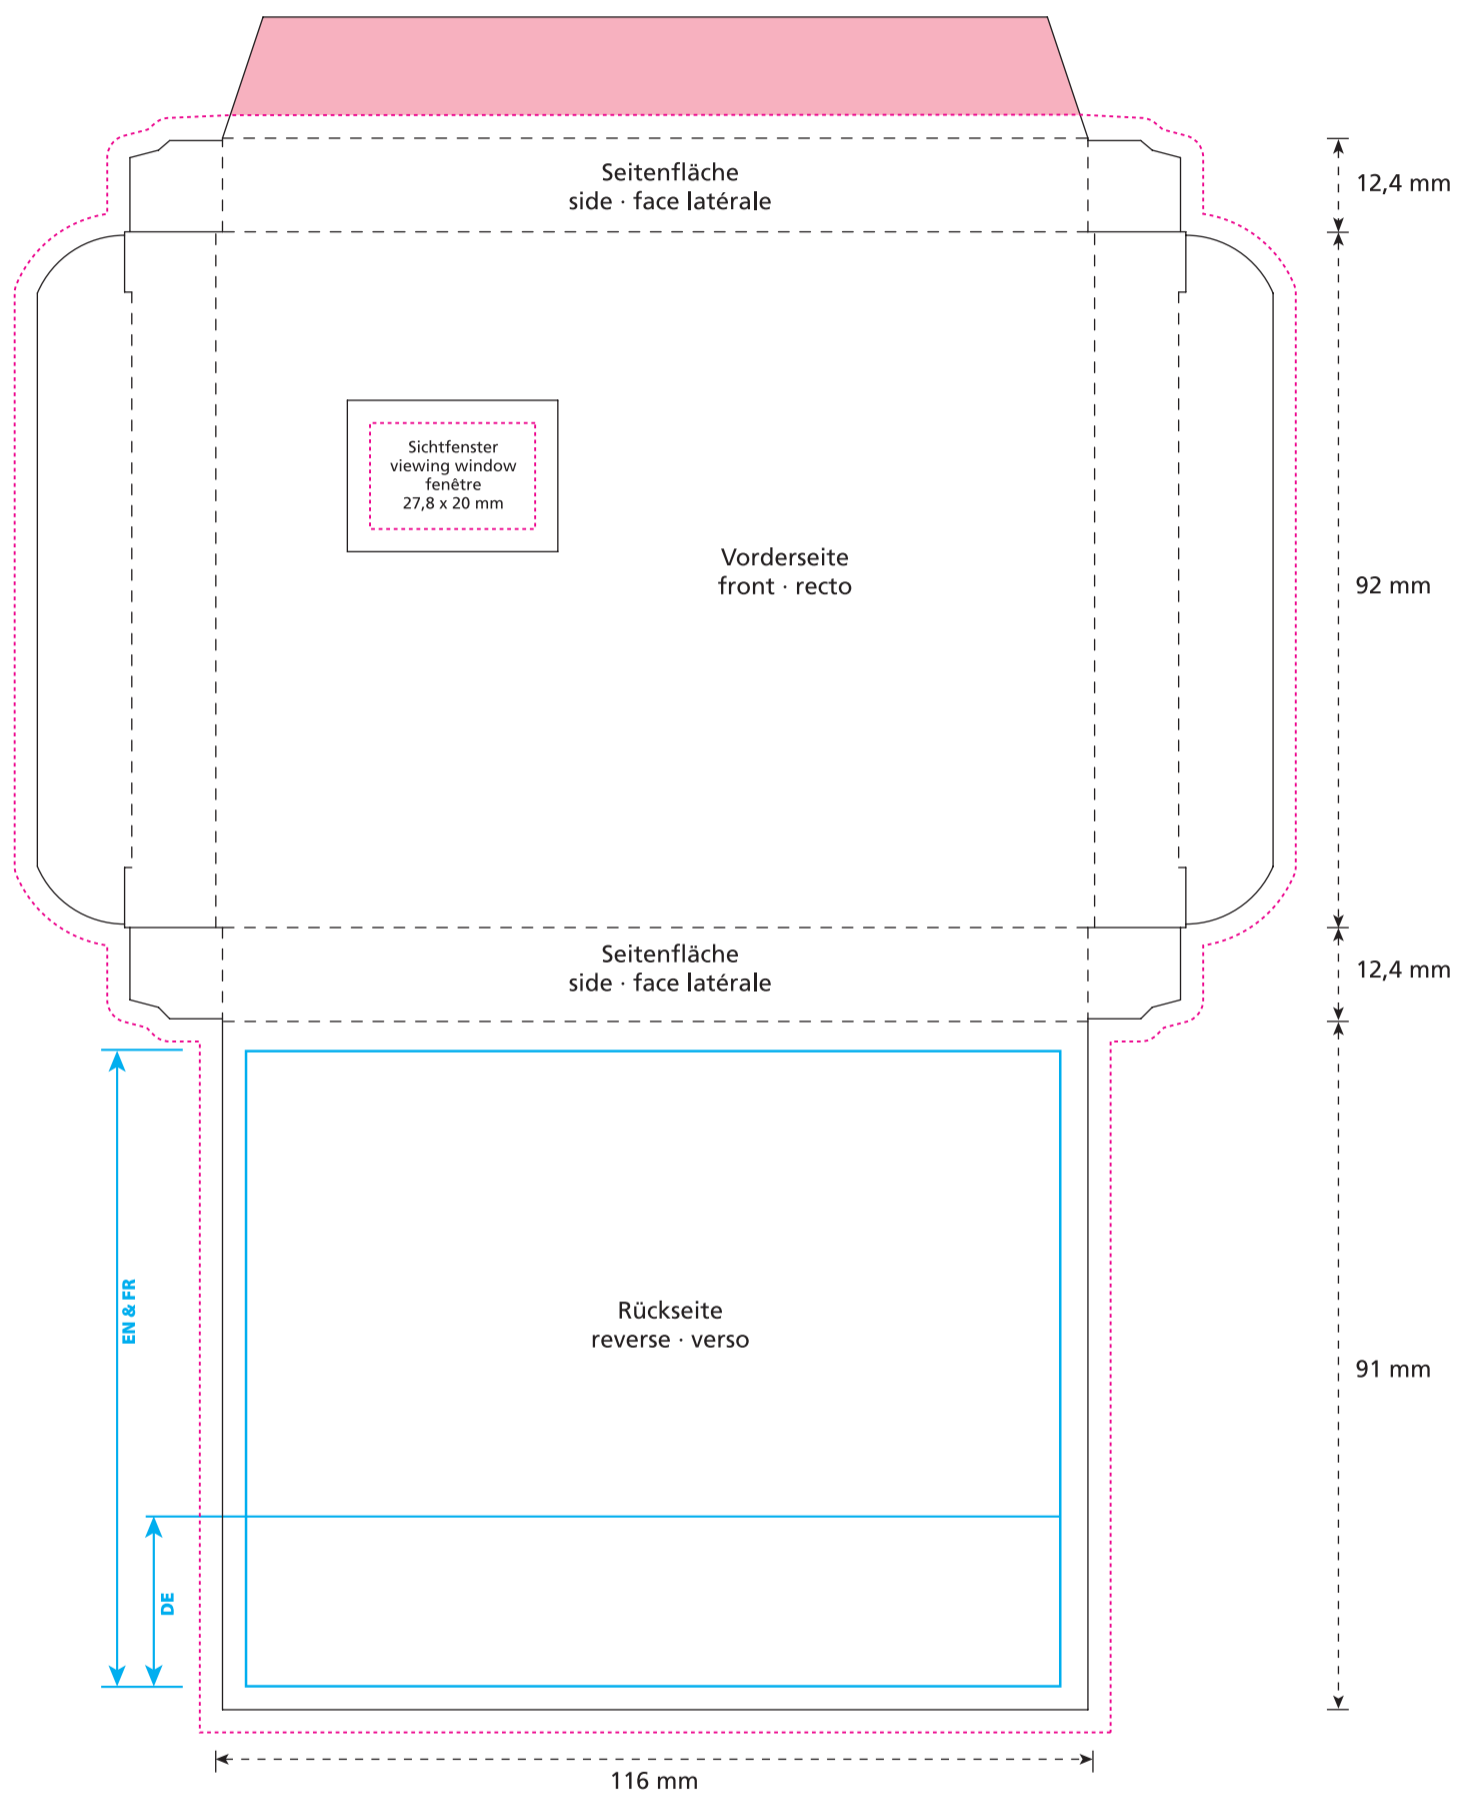 Seitenfläche
side · face latérale
12,4 mm
Sichtfenster
viewing window
fenêtre
27,8 x 20 mm
Vorderseite
front · recto
92 mm
Seitenfläche
side · face latérale
12,4 mm
EN & FR
Rückseite
reverse · verso
91 mm
DE
116 mm